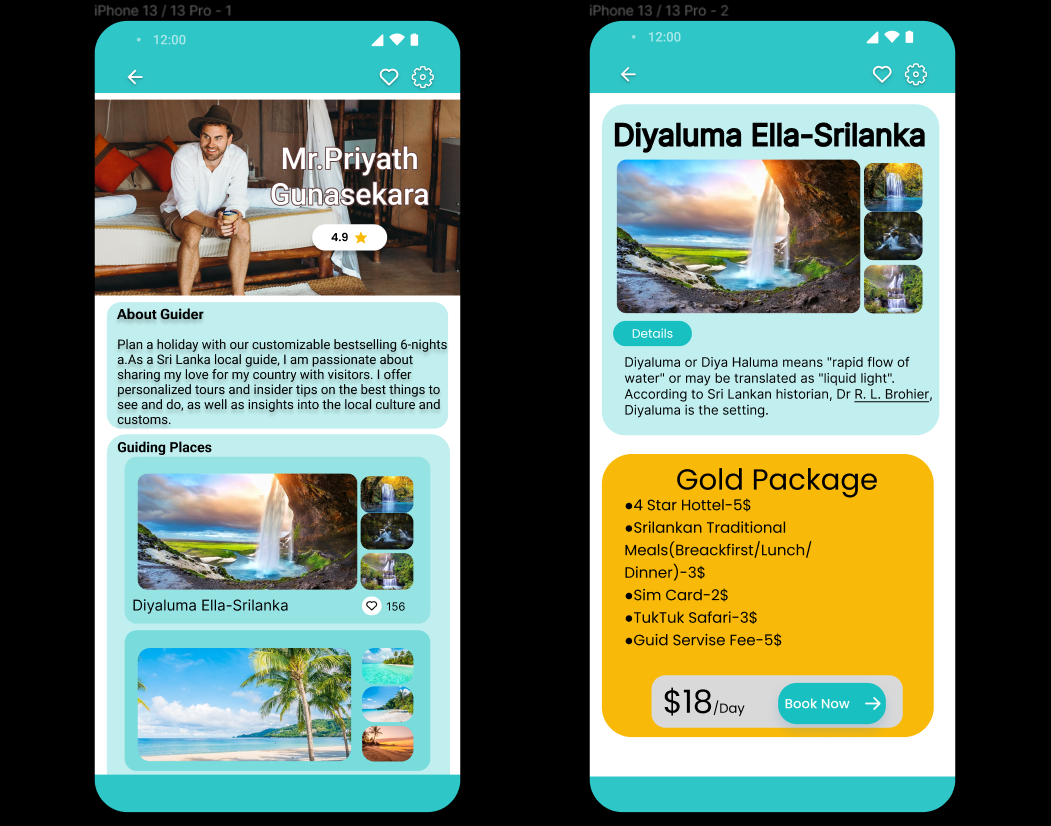 iPhone 13 / 13 Pro - 1
12:00
Mr.Priyath
Gunasekara
4.9
About Guider
Plan a holiday with our customizable bestselling 6-nights
a.As a Sri Lanka local guide, I am passionate about
sharing my love for my country with visitors. I offer
personalized tours and insider tips on the best things to
see and do, as well as insights into the local culture and
customs.
Guiding Places
Diyaluma Ella-Srilanka
156
iPhone 13 / 13 Pro - 2
12:00
Diyaluma Ella-Srilanka
Details
Diyaluma or Diya Haluma means "rapid flow of
water" or may be translated as "liquid light".
According to Sri Lankan historian, Dr R. L. Brohier,
Diyaluma is the setting.
Gold Package
●4 Star Hottel-5$
●Srilankan Traditional
Meals(Breackfirst/Lunch/
Dinner)-3$
●Sim Card-2$
●TukTuk Safari-3$
●Guid Servise Fee-5$
$18/Day
Book Now